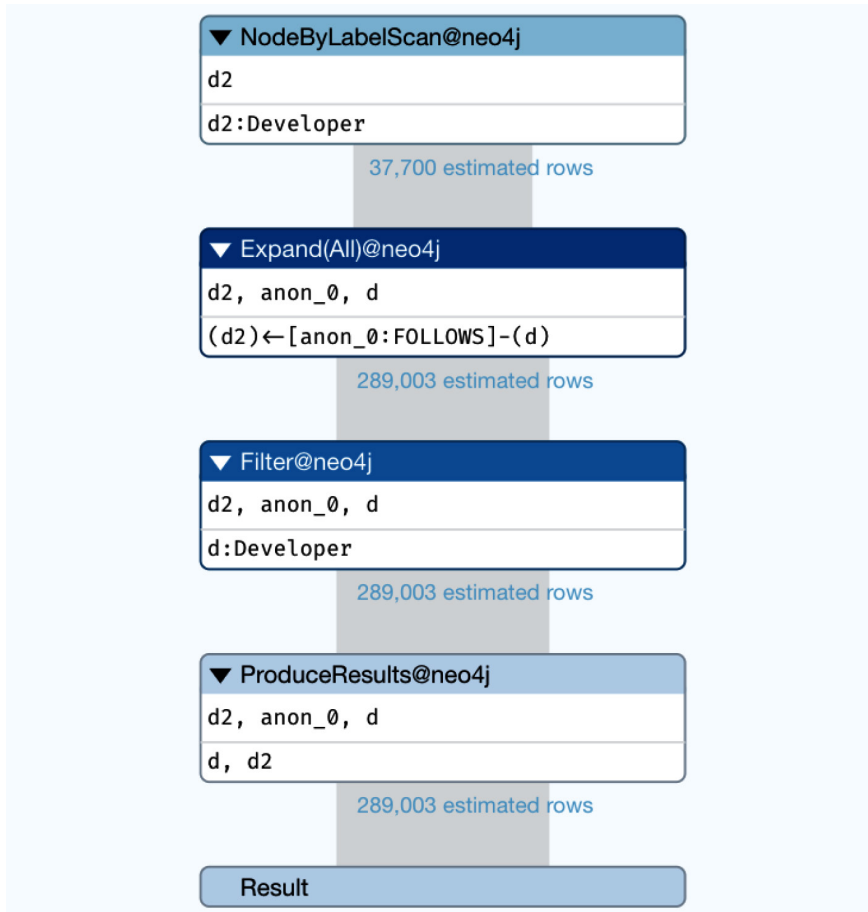 ▼ NodeByLabelScan@neo4j
d2
d2:Developer
37,700 estimated rows
▼ Expand(All)@neo4j
d2, anon_0, d
(d2)←[anon_0:FOLLOWS]-(d)
289,003 estimated rows
▼ Filter@neo4j
d2, anon_0, d
d:Developer
289,003 estimated rows
▼ ProduceResults@neo4j
d2, anon_0, d
d, d2
289,003 estimated rows
Result